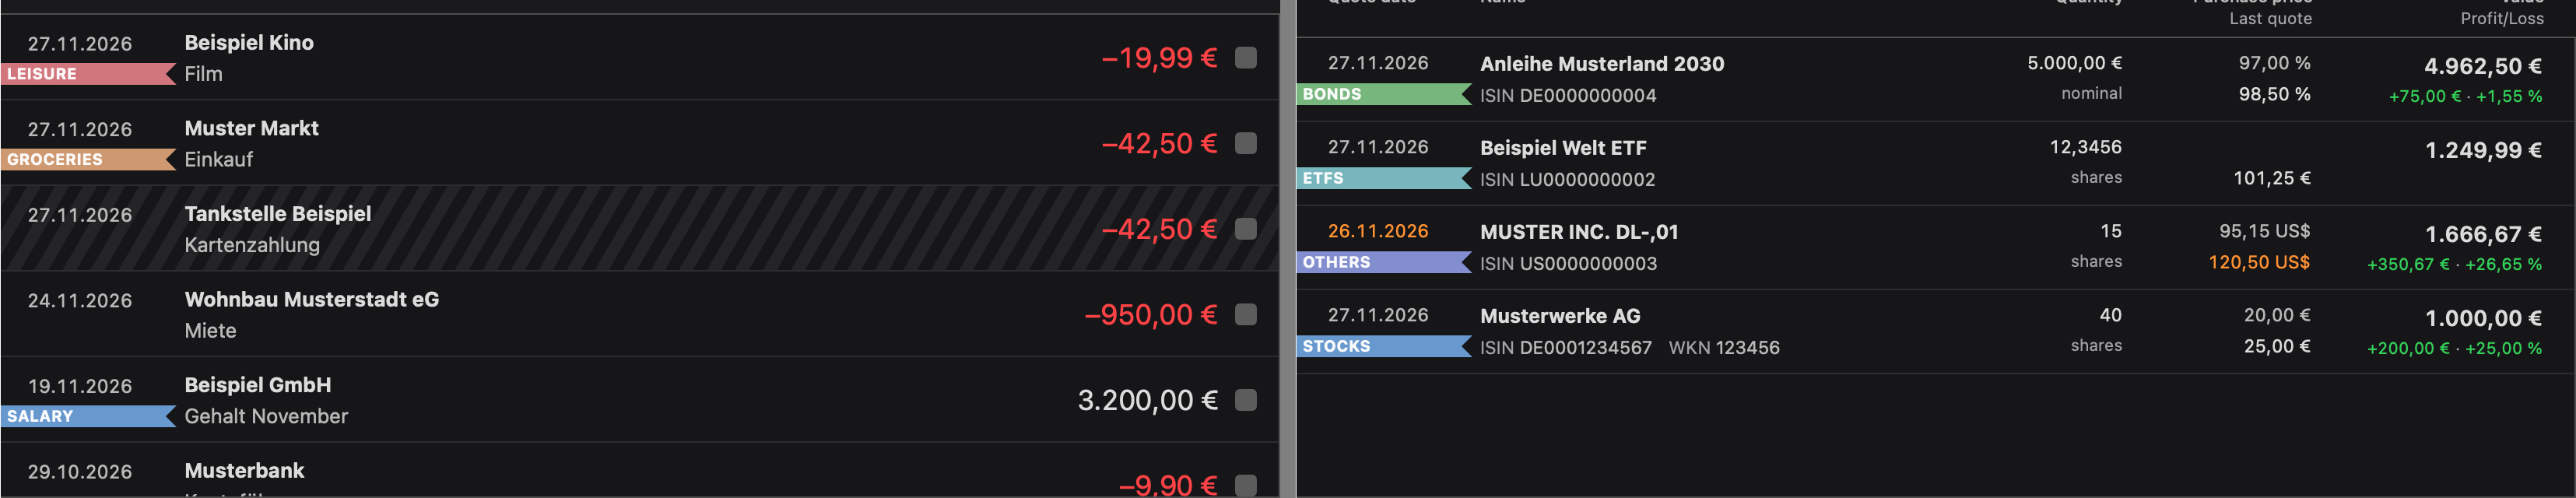 27.11.2026 Beispiel Kino
LEISURE Film −19,99 €
27.11.2026 Muster Markt
GROCERIES Einkauf −42,50 €
27.11.2026 Tankstelle Beispiel
Kartenzahlung −42,50 €
24.11.2026 Wohnbau Musterstadt eG
Miete −950,00 €
19.11.2026 Beispiel GmbH
SALARY Gehalt November 3.200,00 €
29.10.2026 Musterbank
−9,90 €
Quote date Name Quantity Purchase price Value
Last quote Profit/Loss
27.11.2026 Anleihe Musterland 2030 5.000,00 € 97,00 % 4.962,50 €
BONDS ISIN DE0000000004 nominal 98,50 % +75,00 € · +1,55 %
27.11.2026 Beispiel Welt ETF 12,3456 1.249,99 €
ETFS ISIN LU0000000002 shares 101,25 €
26.11.2026 MUSTER INC. DL-,01 15 95,15 US$ 1.666,67 €
OTHERS ISIN US0000000003 shares 120,50 US$ +350,67 € · +26,65 %
27.11.2026 Musterwerke AG 40 20,00 € 1.000,00 €
STOCKS ISIN DE0001234567 WKN 123456 shares 25,00 € +200,00 € · +25,00 %